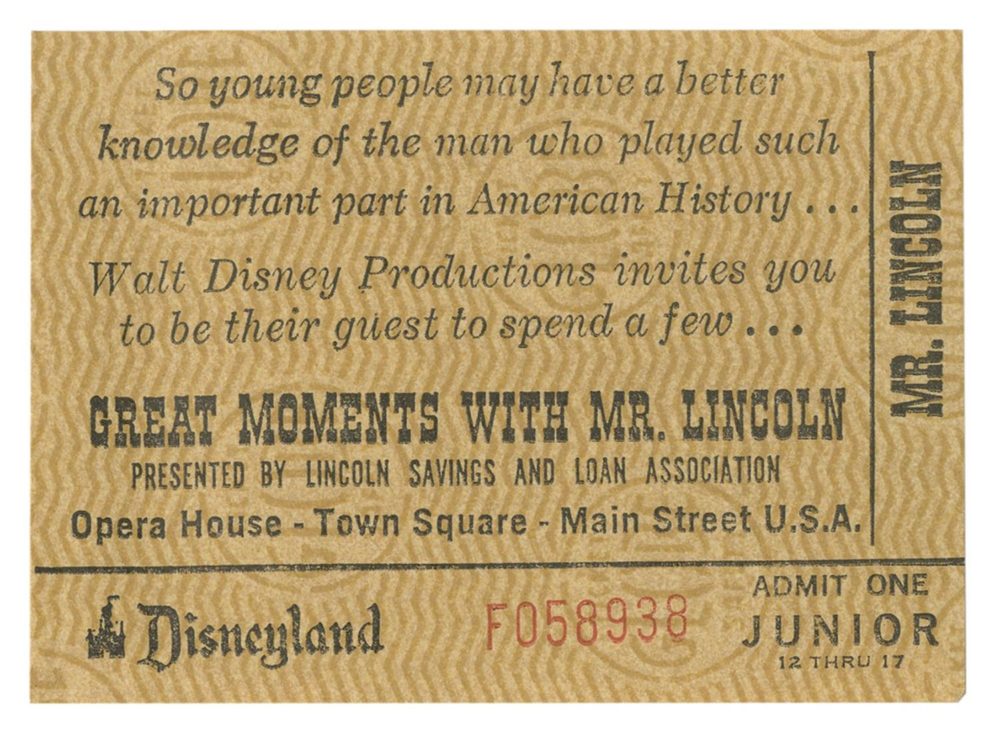 So young people may have a better
knowledge of the man who played such
an important part in American History . . .
Walt Disney Productions invites you
to be their guest to spend a few . . .
GREAT MOMENTS WITH MR. LINCOLN
PRESENTED BY LINCOLN SAVINGS AND LOAN ASSOCIATION
Opera House - Town Square - Main Street U.S.A.
MR. LINCOLN
Disneyland
F058938
ADMIT ONE
JUNIOR
12 THRU 17